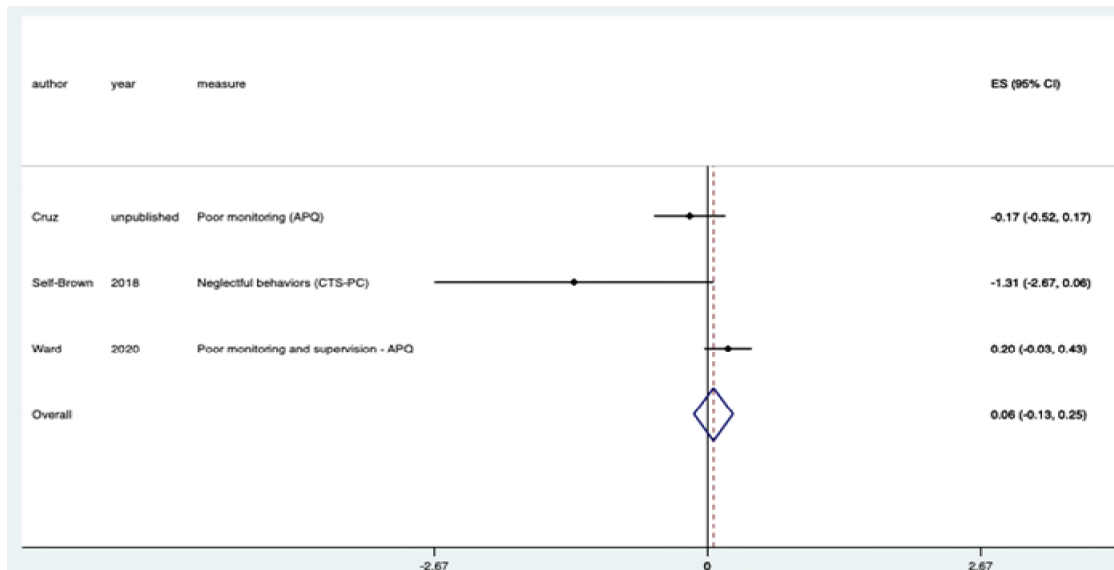 author year measure ES (95% CI)
Cruz unpublished Poor monitoring (APQ) -0.17 (-0.52, 0.17)
Self-Brown 2018 Neglectful behaviors (CTS-PC) -1.31 (-2.67, 0.06)
Ward 2020 Poor monitoring and supervision - APQ 0.20 (-0.03, 0.43)
Overall 0.06 (-0.13, 0.25)
-2.67 0 2.67